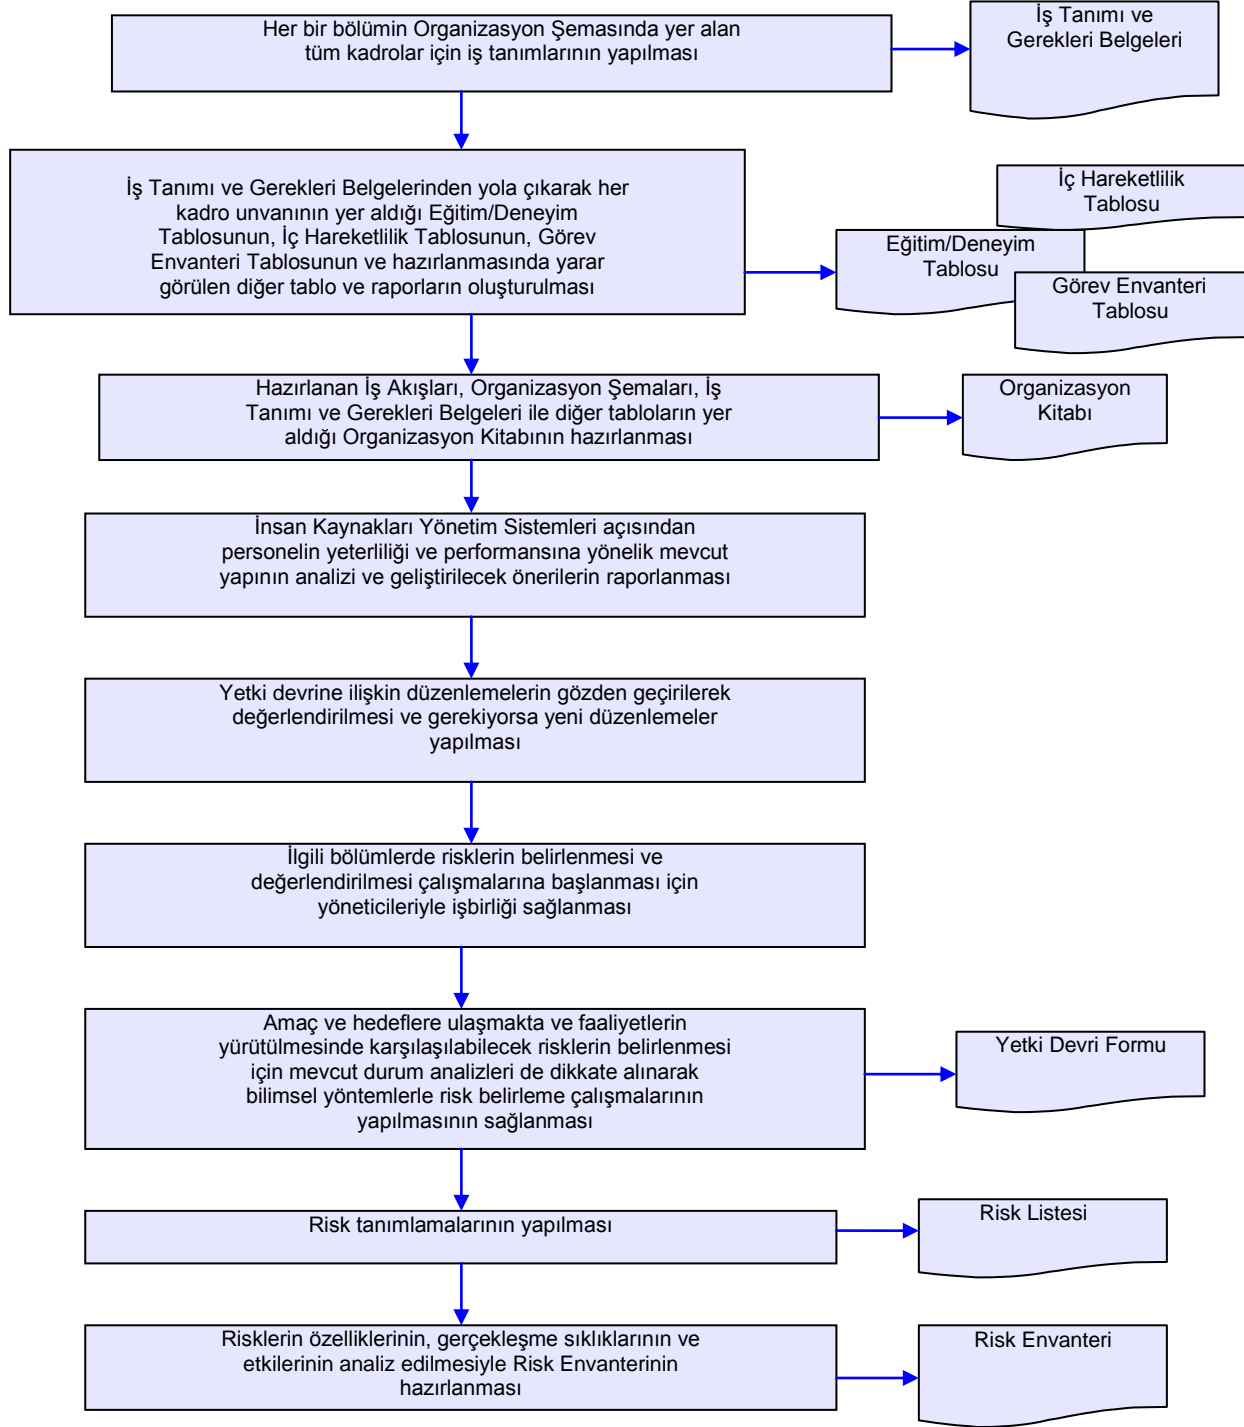 Her bir bölümin Organizasyon Şemasında yer alan
tüm kadrolar için iş tanımlarının yapılması
İş Tanımı ve
Gerekleri Belgeleri
İş Tanımı ve Gerekleri Belgelerinden yola çıkarak her
kadro unvanının yer aldığı Eğitim/Deneyim
Tablosunun, İç Hareketlilik Tablosunun, Görev
Envanteri Tablosunun ve hazırlanmasında yarar
görülen diğer tablo ve raporların oluşturulması
İç Hareketlilik
Tablosu
Eğitim/Deneyim
Tablosu
Görev Envanteri
Tablosu
Hazırlanan İş Akışları, Organizasyon Şemaları, İş
Tanımı ve Gerekleri Belgeleri ile diğer tabloların yer
aldığı Organizasyon Kitabının hazırlanması
Organizasyon
Kitabı
İnsan Kaynakları Yönetim Sistemleri açısından
personelin yeterliliği ve performansına yönelik mevcut
yapının analizi ve geliştirilecek önerilerin raporlanması
Yetki devrine ilişkin düzenlemelerin gözden geçirilerek
değerlendirilmesi ve gerekiyorsa yeni düzenlemeler
yapılması
İlgili bölümlerde risklerin belirlenmesi ve
değerlendirilmesi çalışmalarına başlanması için
yöneticileriyle işbirliği sağlanması
Amaç ve hedeflere ulaşmakta ve faaliyetlerin
yürütülmesinde karşılaşılabilecek risklerin belirlenmesi
için mevcut durum analizleri de dikkate alınarak
bilimsel yöntemlerle risk belirleme çalışmalarının
yapılmasının sağlanması
Yetki Devri Formu
Risk tanımlamalarının yapılması
Risk Listesi
Risklerin özelliklerinin, gerçekleşme sıklıklarının ve
etkilerinin analiz edilmesiyle Risk Envanterinin
hazırlanması
Risk Envanteri